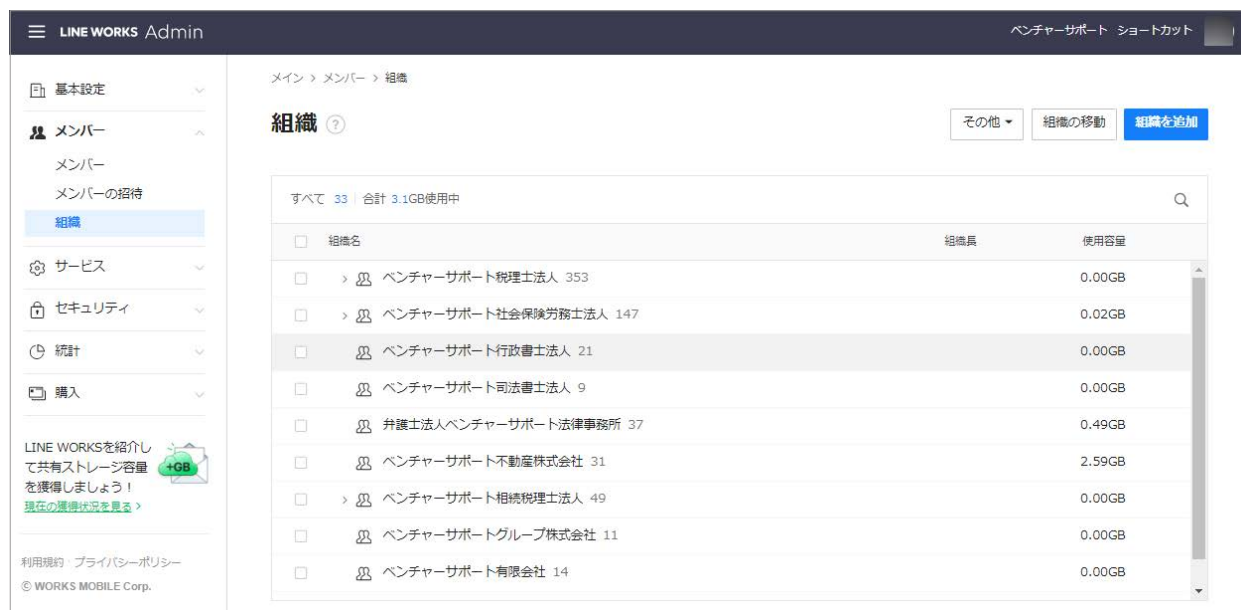 LINE WORKS Admin
ベンチャーサポート ショートカット
基本設定
メンバー
メンバー
メンバーの招待
組織
サービス
セキュリティ
統計
購入
LINE WORKSを紹介し
て共有ストレージ容量
を獲得しましょう！
+GB
現在の獲得状況を見る >
利用規約 · プライバシーポリシー
© WORKS MOBILE Corp.
メイン > メンバー > 組織
組織 ?
その他
組織の移動
組織を追加
すべて 33 | 合計 3.1GB使用中
組織名 組織長 使用容量
ベンチャーサポート税理士法人 353 0.00GB
ベンチャーサポート社会保険労務士法人 147 0.02GB
ベンチャーサポート行政書士法人 21 0.00GB
ベンチャーサポート司法書士法人 9 0.00GB
弁護士法人ベンチャーサポート法律事務所 37 0.49GB
ベンチャーサポート不動産株式会社 31 2.59GB
ベンチャーサポート相続税理士法人 49 0.00GB
ベンチャーサポートグループ株式会社 11 0.00GB
ベンチャーサポート有限会社 14 0.00GB